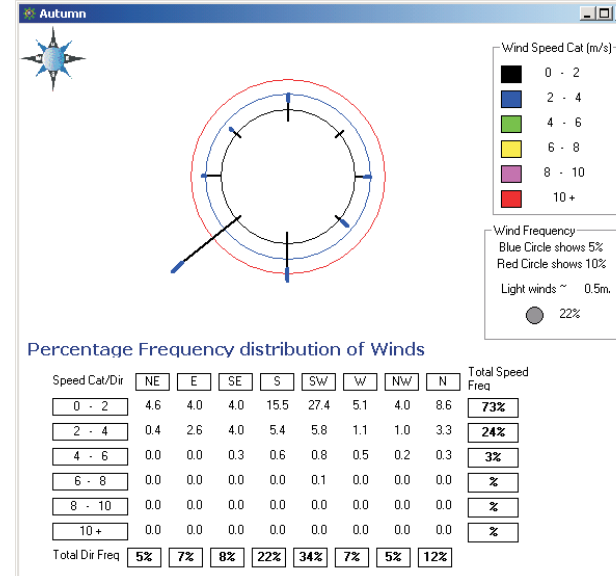 Autumn
Wind Speed Cat (m/s)
0 - 2
2 - 4
4 - 6
6 - 8
8 - 10
10 +
Wind Frequency
Blue Circle shows 5%
Red Circle shows 10%
Light winds ~ 0.5m.
22%
Percentage Frequency distribution of Winds
Speed Cat/Dir NE E SE S SW W NW N Total Speed Freq
0 - 2 4.6 4.0 4.0 15.5 27.4 5.1 4.0 8.6 73%
2 - 4 0.4 2.6 4.0 5.4 5.8 1.1 1.0 3.3 24%
4 - 6 0.0 0.0 0.3 0.6 0.8 0.5 0.2 0.3 3%
6 - 8 0.0 0.0 0.0 0.0 0.1 0.0 0.0 0.0 %
8 - 10 0.0 0.0 0.0 0.0 0.0 0.0 0.0 0.0 %
10 + 0.0 0.0 0.0 0.0 0.0 0.0 0.0 0.0 %
Total Dir Freq 5% 7% 8% 22% 34% 7% 5% 12%